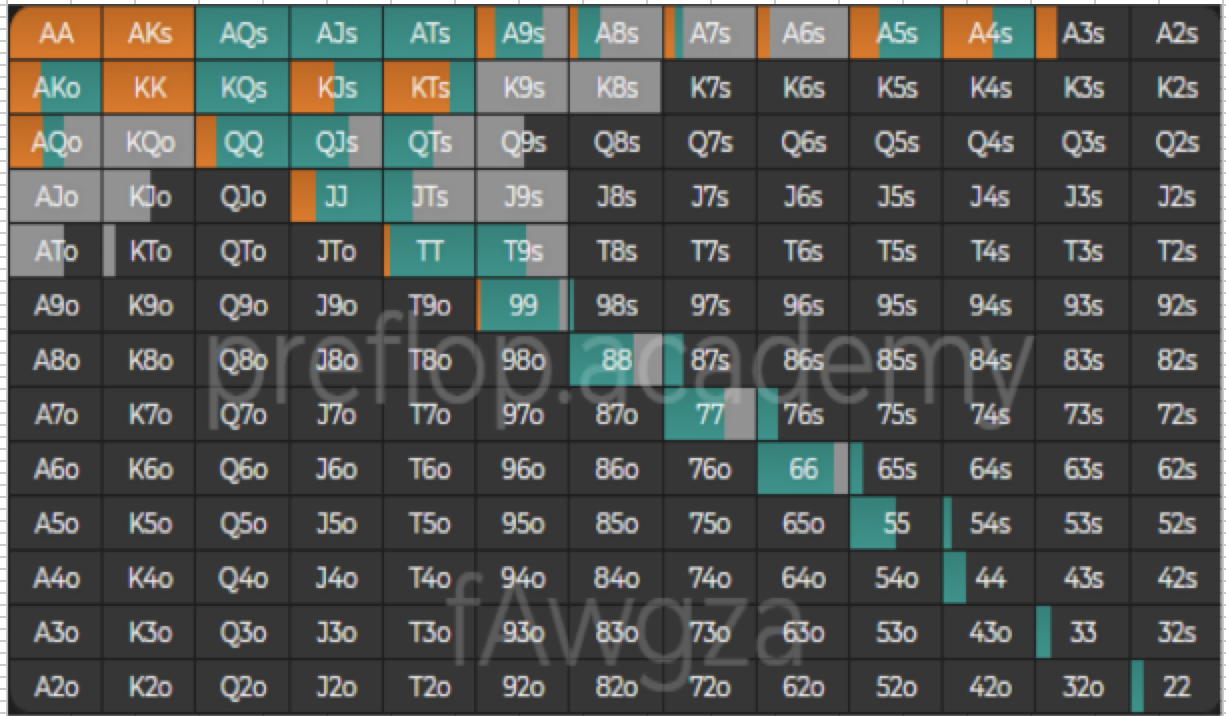 AA AKs AQs AJs ATs A9s A8s A7s A6s A5s A4s A3s A2s
AKo KK KQs KJs KTs K9s K8s K7s K6s K5s K4s K3s K2s
AQo KQo QQ QJs QTs Q9s Q8s Q7s Q6s Q5s Q4s Q3s Q2s
AJo KJo QJo JJ JTs J9s J8s J7s J6s J5s J4s J3s J2s
ATo KTo QTo JTo TT T9s T8s T7s T6s T5s T4s T3s T2s
A9o K9o Q9o J9o T9o 99 98s 97s 96s 95s 94s 93s 92s
preflop.academy
A8o K8o Q8o J8o T8o 98o 88 87s 86s 85s 84s 83s 82s
A7o K7o Q7o J7o T7o 97o 87o 77 76s 75s 74s 73s 72s
A6o K6o Q6o J6o T6o 96o 86o 76o 66 65s 64s 63s 62s
A5o K5o Q5o J5o T5o 95o 85o 75o 65o 55 54s 53s 52s
A4o K4o Q4o J4o T4o 94o 84o 74o 64o 54o 44 43s 42s
fAwgza
A3o K3o Q3o J3o T3o 93o 83o 73o 63o 53o 43o 33 32s
A2o K2o Q2o J2o T2o 92o 82o 72o 62o 52o 42o 32o 22